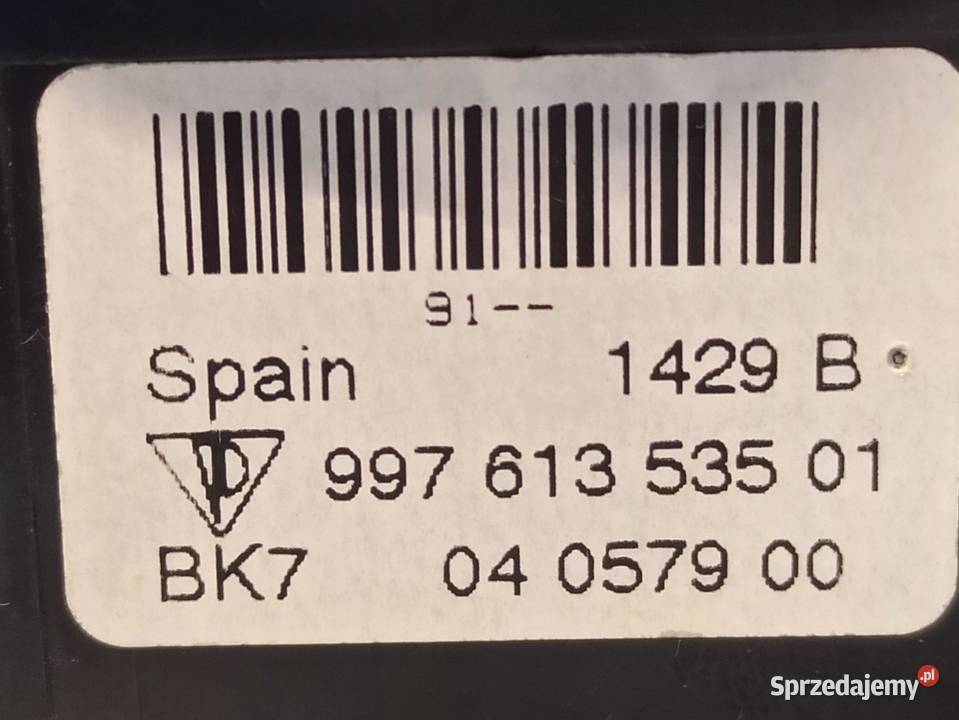 91--
Spain 1429 B
997 613 535 01
BK7 04 0579 00
Sprzedajemy.pl